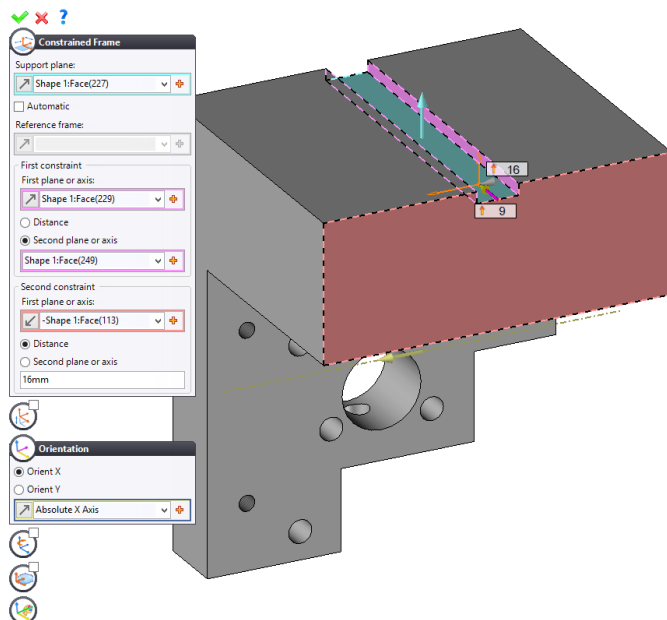 Constrained Frame
Support plane:
Shape 1:Face(227)
Automatic
Reference frame:
First constraint
First plane or axis:
Shape 1:Face(229)
Distance
Second plane or axis
Shape 1:Face(249)
Second constraint
First plane or axis:
-Shape 1:Face(113)
Distance
Second plane or axis
16mm
Orientation
Orient X
Orient Y
Absolute X Axis
16
9